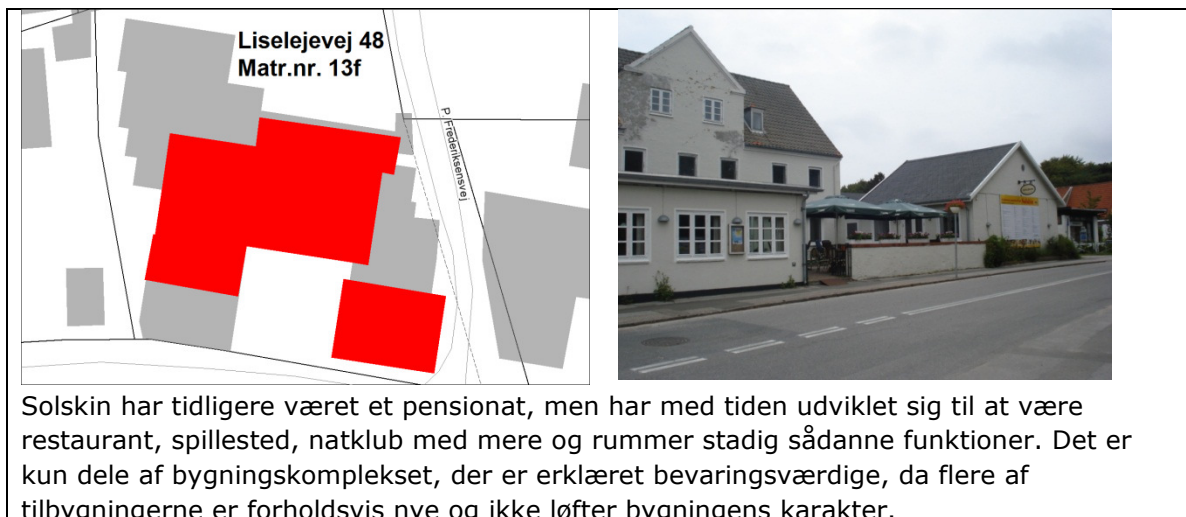 Liselejevej 48
Matr.nr. 13f
P. Frederiksensvej
Solskin har tidligere været et pensionat, men har med tiden udviklet sig til at være
restaurant, spillested, natklub med mere og rummer stadig sådanne funktioner. Det er
kun dele af bygningskomplekset, der er erklæret bevaringsværdige, da flere af
tilbygningerne er forholdsvis nye og ikke løfter bygningens karakter.